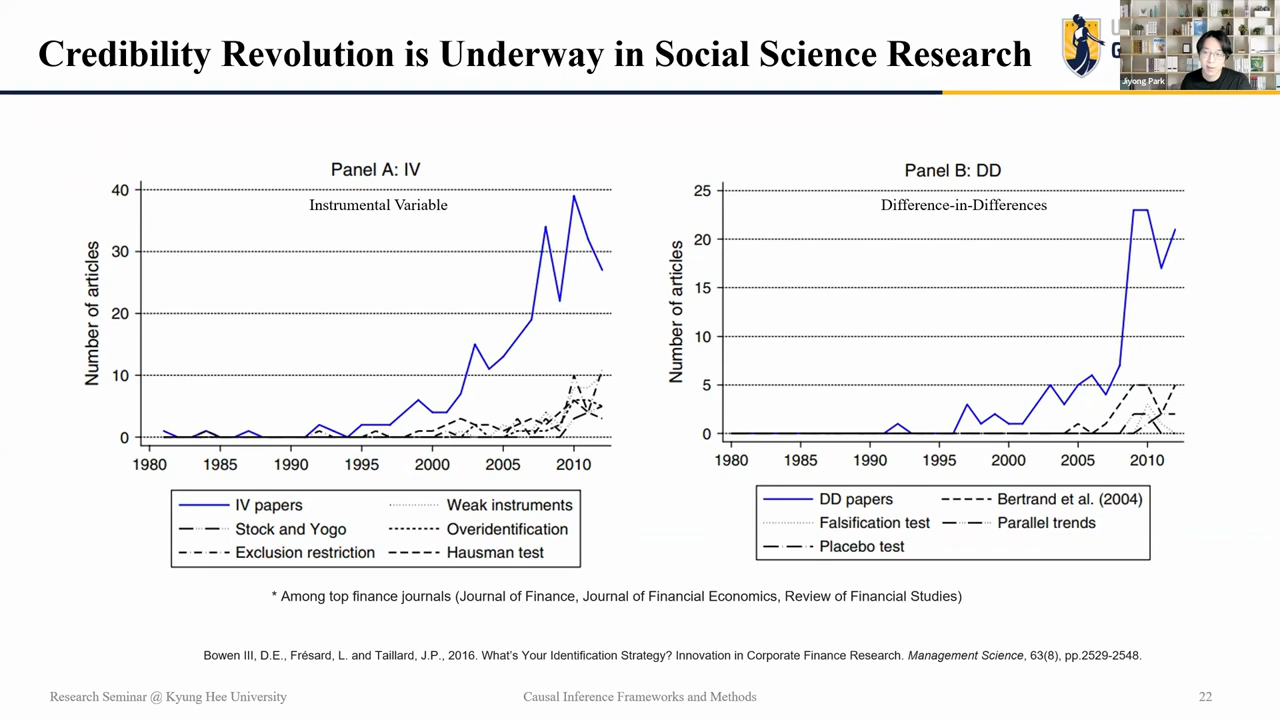 Credibility Revolution is Underway in Social Science Research
Jiyong Park
Panel A: IV
Instrumental Variable
Number of articles
40
30
20
10
0
1980 1985 1990 1995 2000 2005 2010
IV papers
Weak instruments
Stock and Yogo
Overidentification
Exclusion restriction
Hausman test
Panel B: DD
Difference-in-Differences
Number of articles
25
20
15
10
5
0
1980 1985 1990 1995 2000 2005 2010
DD papers
Bertrand et al. (2004)
Falsification test
Parallel trends
Placebo test
* Among top finance journals (Journal of Finance, Journal of Financial Economics, Review of Financial Studies)
Bowen III, D.E., Frésard, L. and Taillard, J.P., 2016. What's Your Identification Strategy? Innovation in Corporate Finance Research. Management Science, 63(8), pp.2529-2548.
Research Seminar @ Kyung Hee University
Causal Inference Frameworks and Methods
22